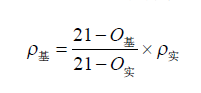 ρ基 = (21 − O基) / (21 − O实) × ρ实